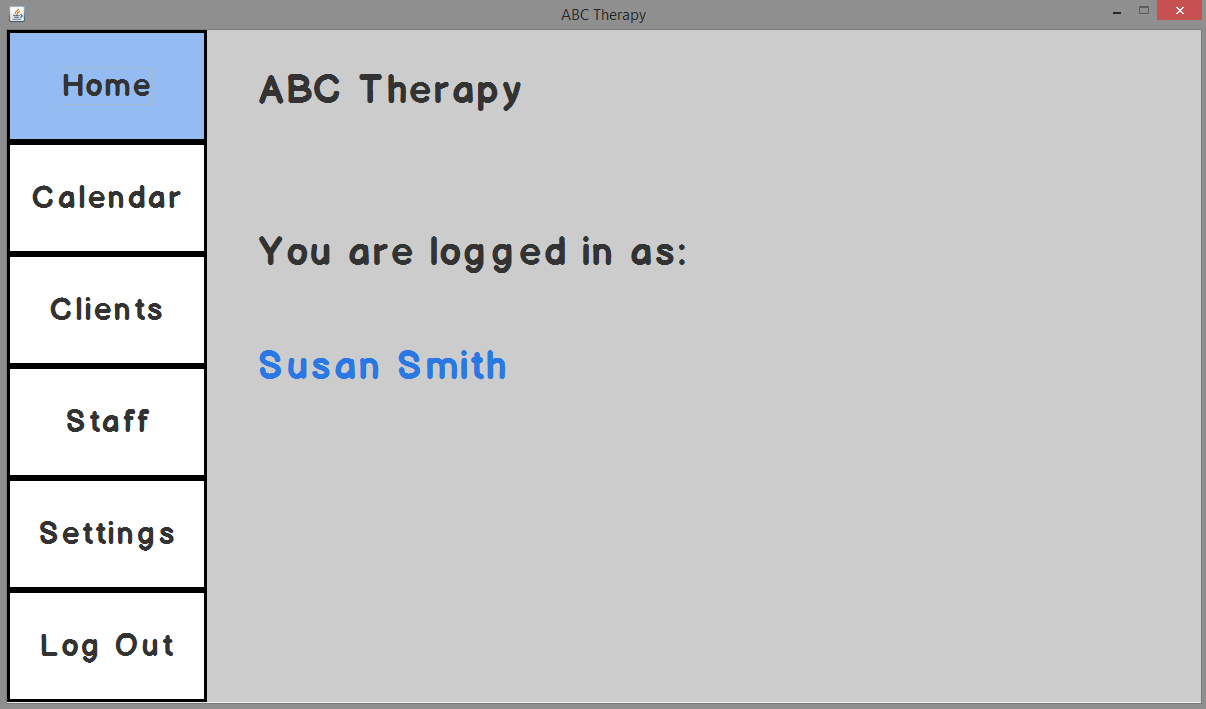 ABC Therapy
Home
Calendar
Clients
Staff
Settings
Log Out
ABC Therapy
You are logged in as:
Susan Smith